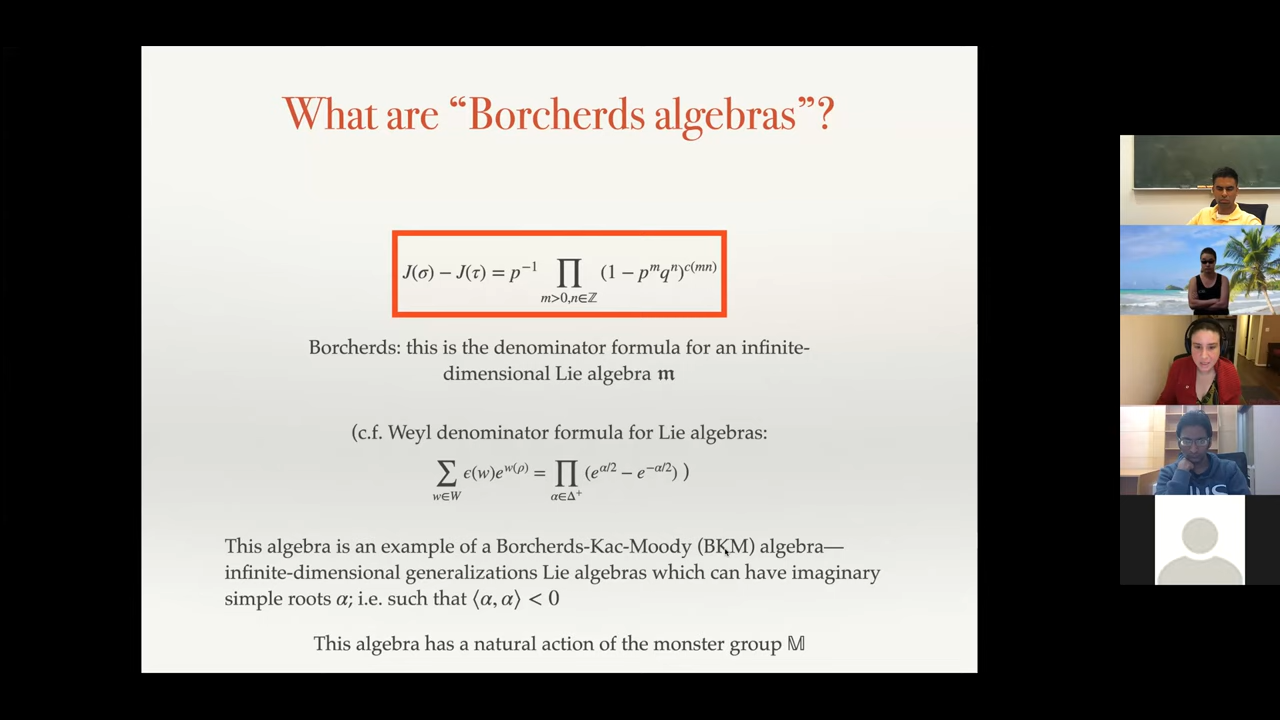 What are “Borcherds algebras”?
J(σ) − J(τ) = p⁻¹ ∏ (1 − pᵐqⁿ)ᶜ⁽ᵐⁿ⁾
m>0,n∈ℤ
Borcherds: this is the denominator formula for an infinite-
dimensional Lie algebra 𝔪
(c.f. Weyl denominator formula for Lie algebras:
∑ ϵ(w)e^{w(ρ)} = ∏ (e^{α/2} − e^{−α/2}) )
w∈W α∈Δ⁺
This algebra is an example of a Borcherds-Kac-Moody (BKM) algebra—
infinite-dimensional generalizations Lie algebras which can have imaginary
simple roots α; i.e. such that ⟨α, α⟩ < 0
This algebra has a natural action of the monster group 𝕄